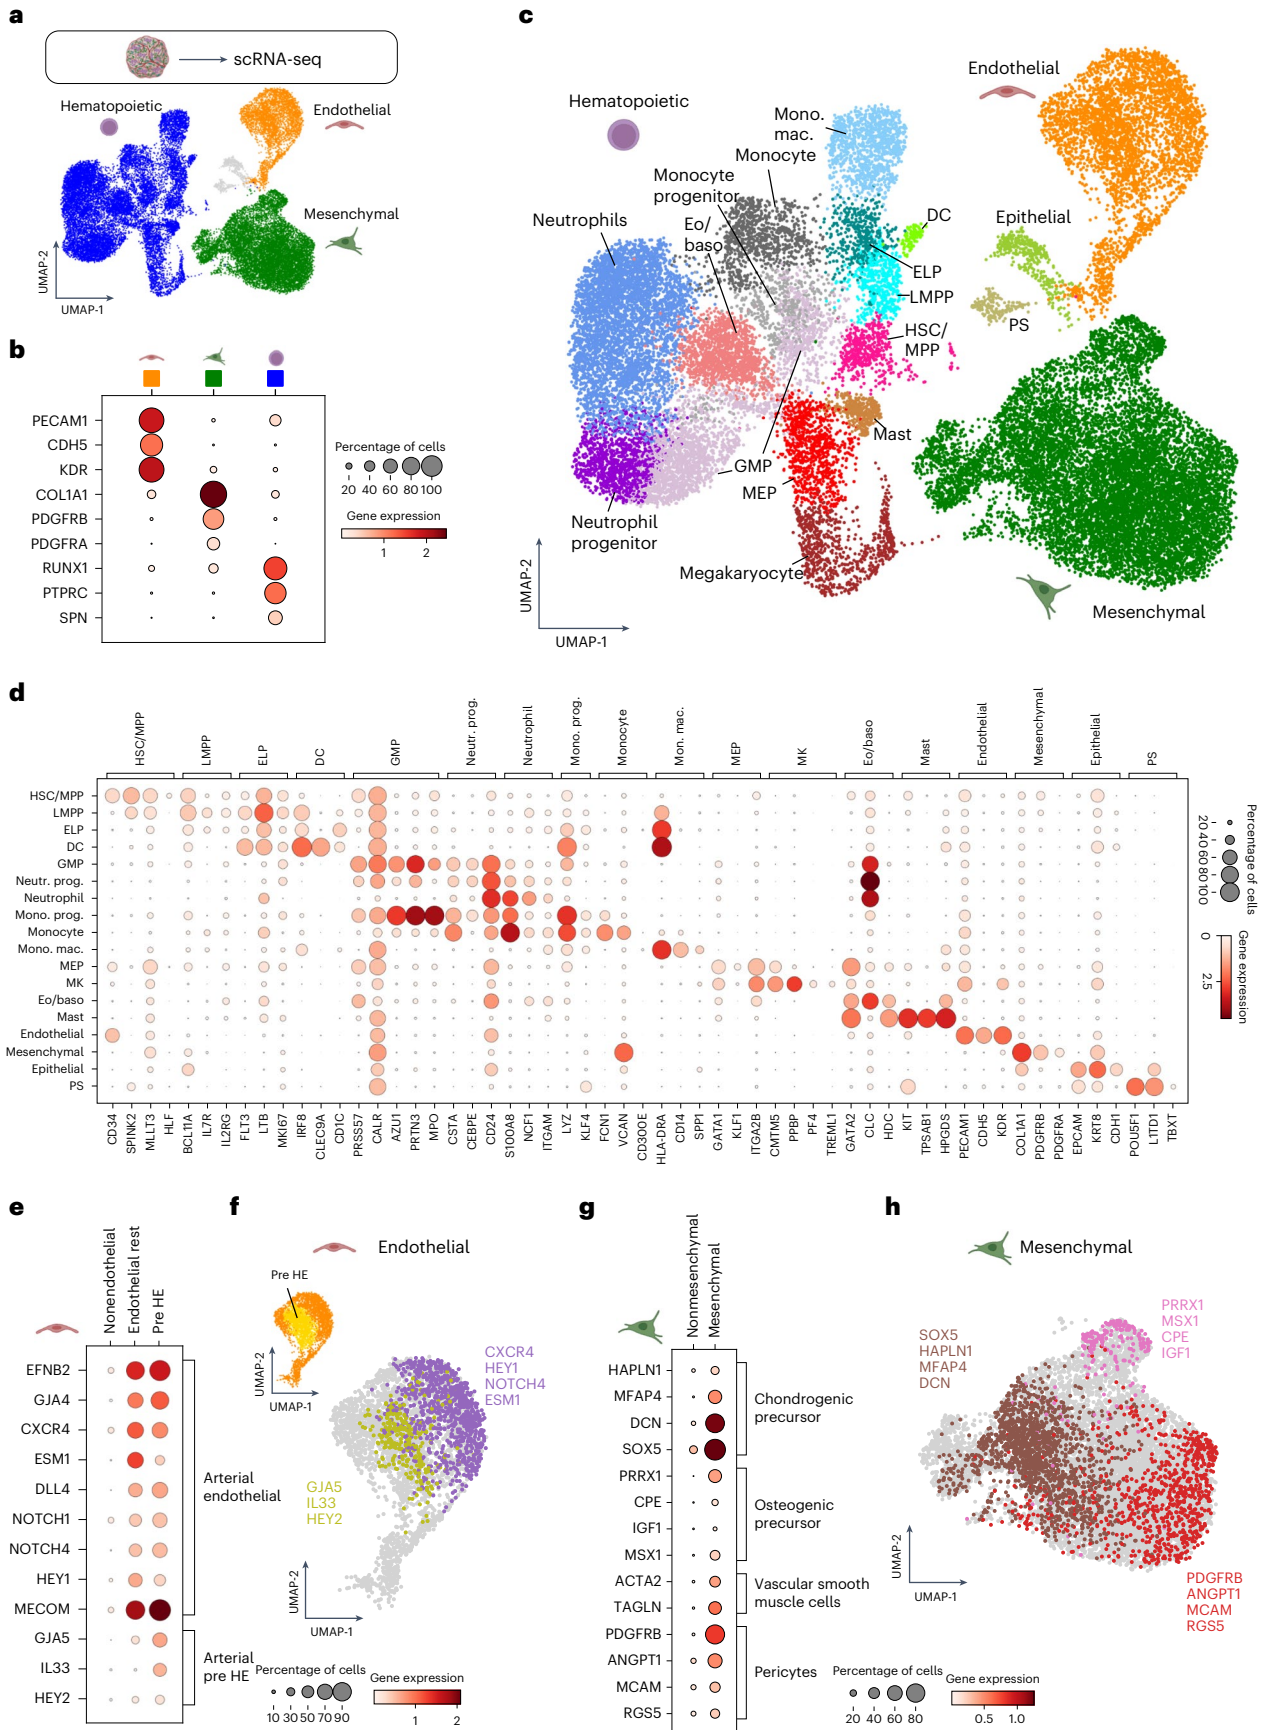 a
scRNA-seq
Hematopoietic
Endothelial
Mesenchymal
UMAP-2
UMAP-1
b
PECAM1
CDH5
KDR
COL1A1
PDGFRB
PDGFRA
RUNX1
PTPRC
SPN
Percentage of cells
20 40 60 80 100
Gene expression
1 2
c
Hematopoietic
Endothelial
Mono.
mac.
Monocyte
Monocyte
progenitor
Neutrophils
Eo/
baso
DC
Epithelial
ELP
LMPP
PS
HSC/
MPP
Mast
GMP
MEP
Neutrophil
progenitor
Megakaryocyte
Mesenchymal
UMAP-2
UMAP-1
d
HSC/MPP
LMPP
ELP
DC
GMP
Neutr. prog.
Neutrophil
Mono. prog.
Monocyte
Mon. mac.
MEP
MK
Eo/baso
Mast
Endothelial
Mesenchymal
Epithelial
PS
HSC/MPP
LMPP
ELP
DC
GMP
Neutr. prog.
Neutrophil
Mono. prog.
Monocyte
Mono. mac.
MEP
MK
Eo/baso
Mast
Endothelial
Mesenchymal
Epithelial
PS
CD34
SPINK2
MLLT3
HLF
BCL11A
IL7R
IL2RG
FLT3
LTB
MKI67
IRF8
CLEC9A
CD1C
PRSS57
CALR
AZU1
PRTN3
MPO
CSTA
CEBPE
CD24
S100A8
NCF1
ITGAM
LYZ
KLF4
FCN1
VCAN
CD300E
HLA-DRA
CD14
SPP1
GATA1
KLF1
ITGA2B
CMTM5
PPBP
PF4
TREML1
GATA2
CLC
HDC
KIT
TPSAB1
HPGDS
PECAM1
CDH5
KDR
COL1A1
PDGFRB
PDGFRA
EPCAM
KRT8
CDH1
POU5F1
L1TD1
TBXT
Percentage of cells
20 40 60 80 100
Gene expression
0 2.5
e
Nonendothelial
Endothelial rest
Pre HE
EFNB2
GJA4
CXCR4
ESM1
DLL4
NOTCH1
NOTCH4
HEY1
MECOM
GJA5
IL33
HEY2
Arterial
endothelial
Arterial
pre HE
f
Endothelial
Pre HE
UMAP-2
UMAP-1
CXCR4
HEY1
NOTCH4
ESM1
GJA5
IL33
HEY2
UMAP-2
UMAP-1
Percentage of cells
10 30 50 70 90
Gene expression
1 2
g
Nonmesenchymal
Mesenchymal
HAPLN1
MFAP4
DCN
SOX5
PRRX1
CPE
IGF1
MSX1
ACTA2
TAGLN
PDGFRB
ANGPT1
MCAM
RGS5
Chondrogenic
precursor
Osteogenic
precursor
Vascular smooth
muscle cells
Pericytes
h
Mesenchymal
PRRX1
MSX1
CPE
IGF1
SOX5
HAPLN1
MFAP4
DCN
UMAP-2
UMAP-1
PDGFRB
ANGPT1
MCAM
RGS5
Percentage of cells
20 40 60 80
Gene expression
0.5 1.0